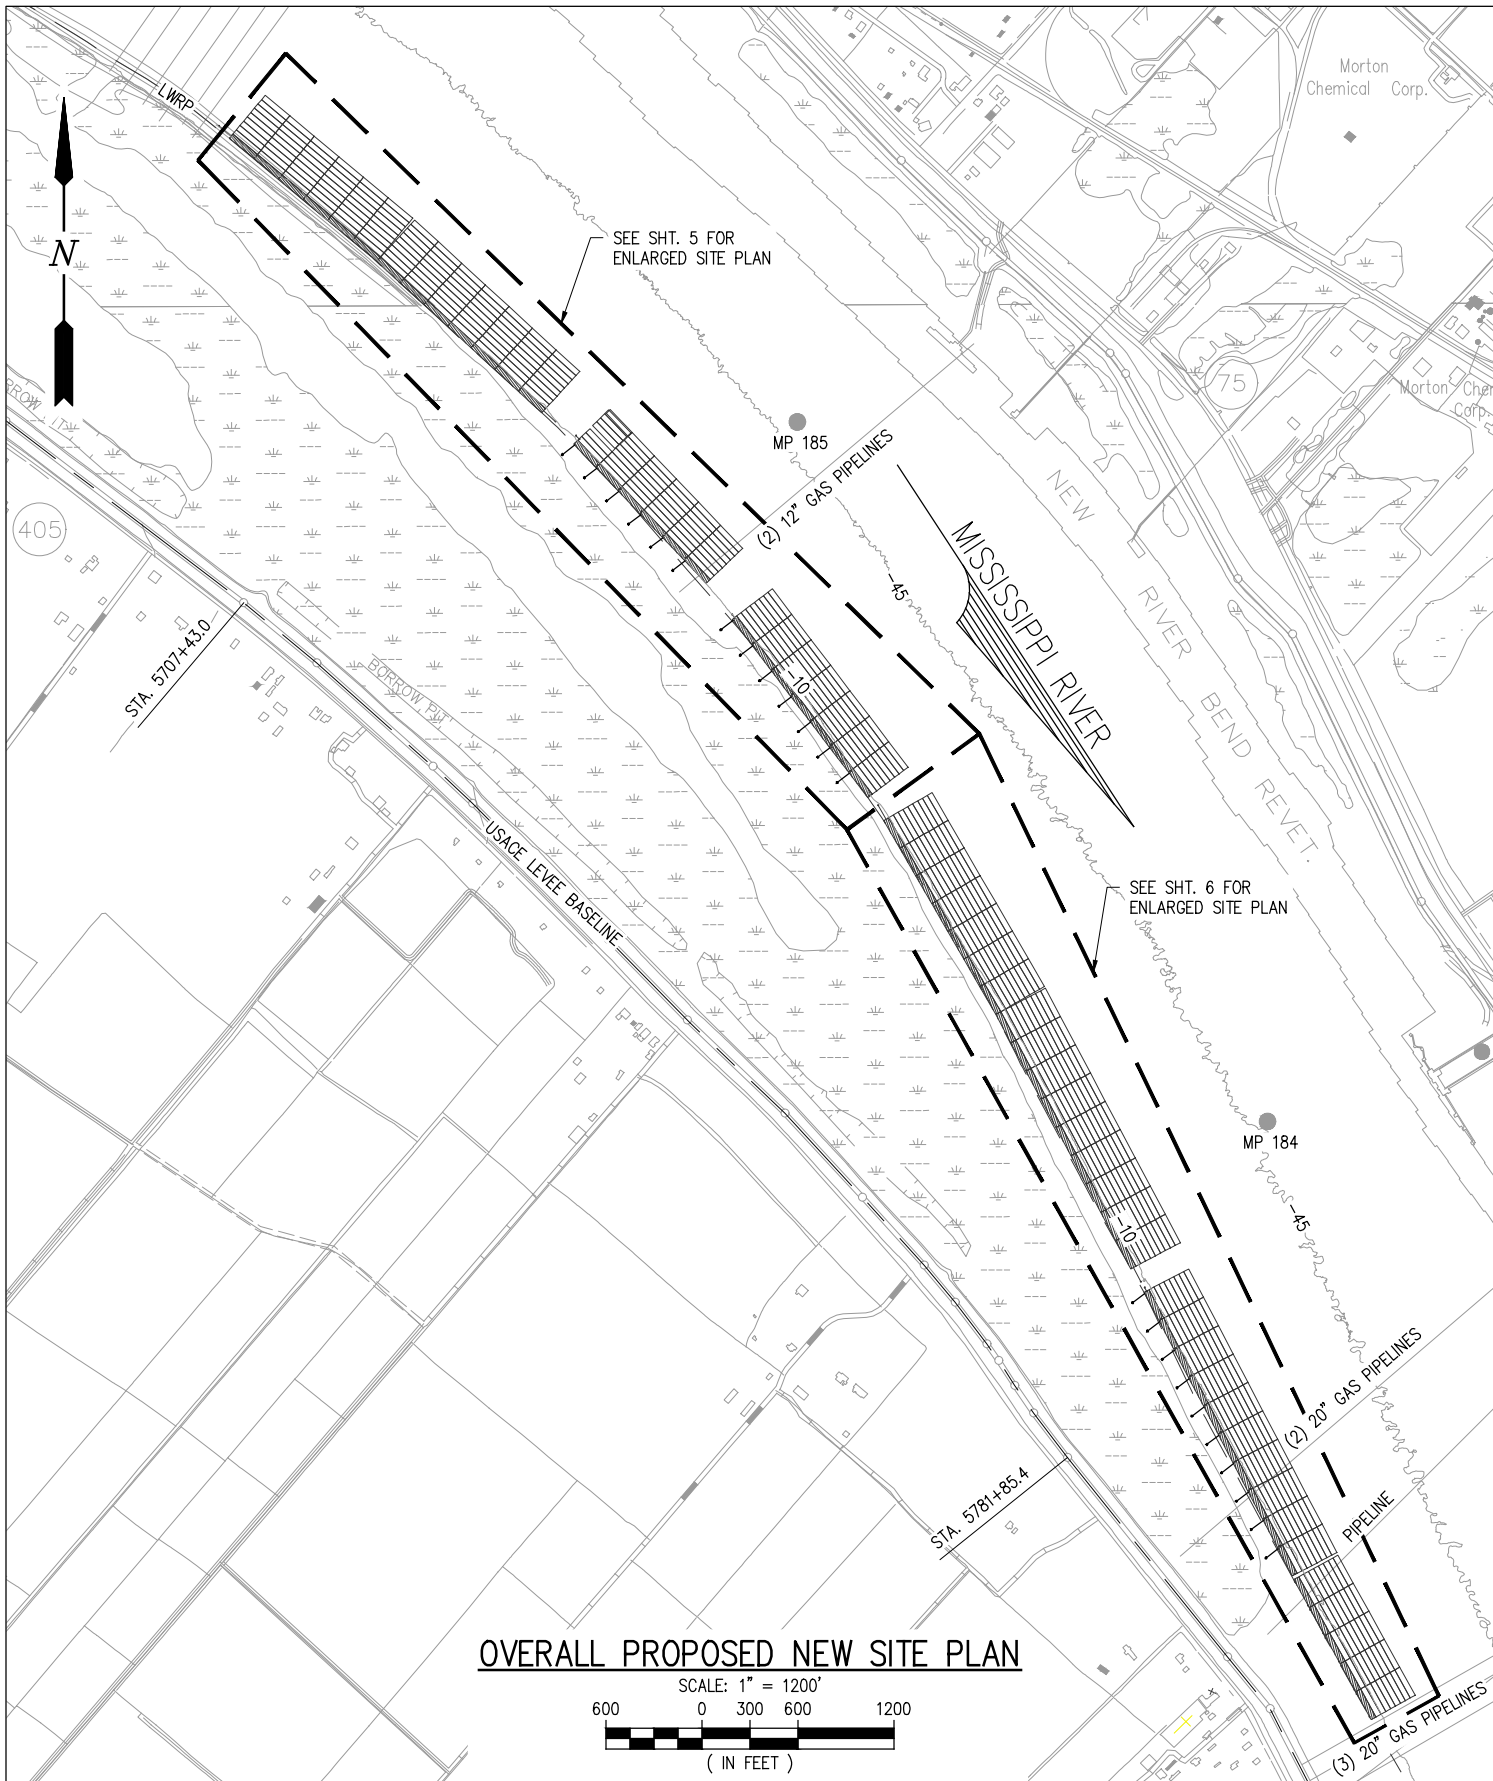 LWRP
Morton
Chemical Corp.
N
SEE SHT. 5 FOR
ENLARGED SITE PLAN
75
Morton Chem
Corp.
MP 185
(2) 12" GAS PIPELINES
405
NEW RIVER BEND REVET.
-45
MISSISSIPPI RIVER
STA. 5707+43.0
BORROW PIT
-10
USACE LEVEE BASELINE
SEE SHT. 6 FOR
ENLARGED SITE PLAN
MP 184
-45
-10
(2) 20" GAS PIPELINES
STA. 5781+85.4
PIPELINE
(3) 20" GAS PIPELINES
OVERALL PROPOSED NEW SITE PLAN
SCALE: 1" = 1200'
600 0 300 600 1200
( IN FEET )